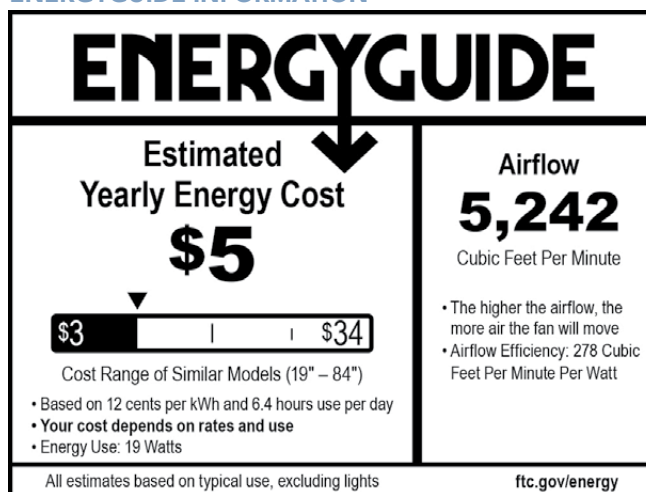 ENERGYGUIDE INFORMATION
ENERGYGUIDE
Estimated
Yearly Energy Cost
$5
$3
$34
Cost Range of Similar Models (19" – 84")
• Based on 12 cents per kWh and 6.4 hours use per day
• Your cost depends on rates and use
• Energy Use: 19 Watts
Airflow
5,242
Cubic Feet Per Minute
• The higher the airflow, the
more air the fan will move
• Airflow Efficiency: 278 Cubic
Feet Per Minute Per Watt
All estimates based on typical use, excluding lights
ftc.gov/energy